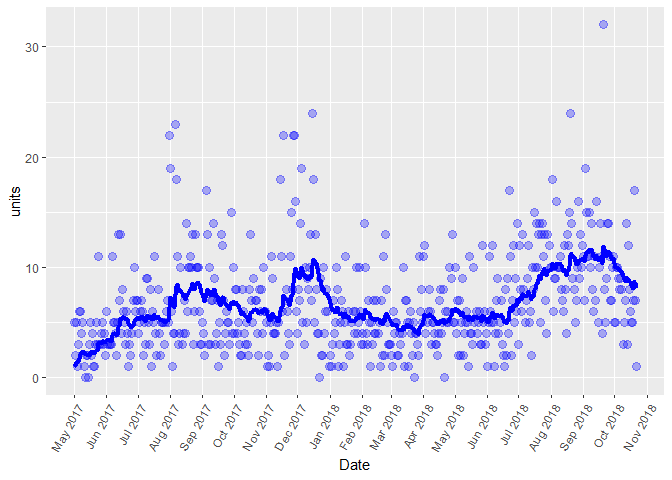 units
30
20
10
0
May 2017
Jun 2017
Jul 2017
Aug 2017
Sep 2017
Oct 2017
Nov 2017
Dec 2017
Jan 2018
Feb 2018
Mar 2018
Apr 2018
May 2018
Jun 2018
Jul 2018
Aug 2018
Sep 2018
Oct 2018
Nov 2018
Date